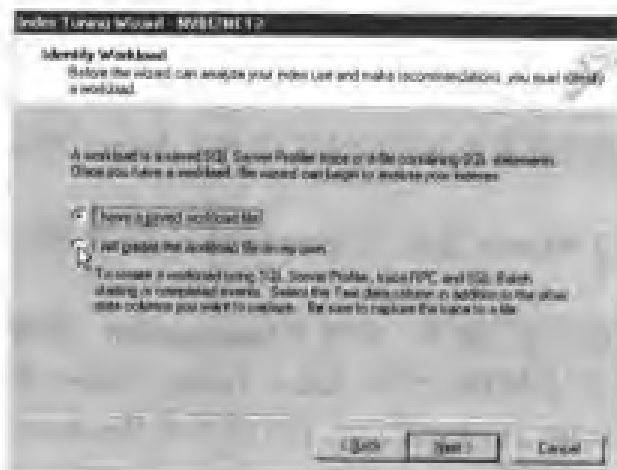 Index Tuning Wizard -
Identify Workload
Before the wizard can analyze your index use and make recommendations, you must identify
a workload.
A workload is a saved SQL Server Profiler trace or a file containing SQL statements.
Once you have a workload, the wizard can begin to analyze your indexes.
I have a saved workload file
I will create the workload file on my own
To create a workload using SQL Server Profiler, trace RPC and SQL Batch
starting or completed events. Select the Text data column in addition to the other
data columns you want to capture. Be sure to capture the trace to a file.
< Back
Next >
Cancel